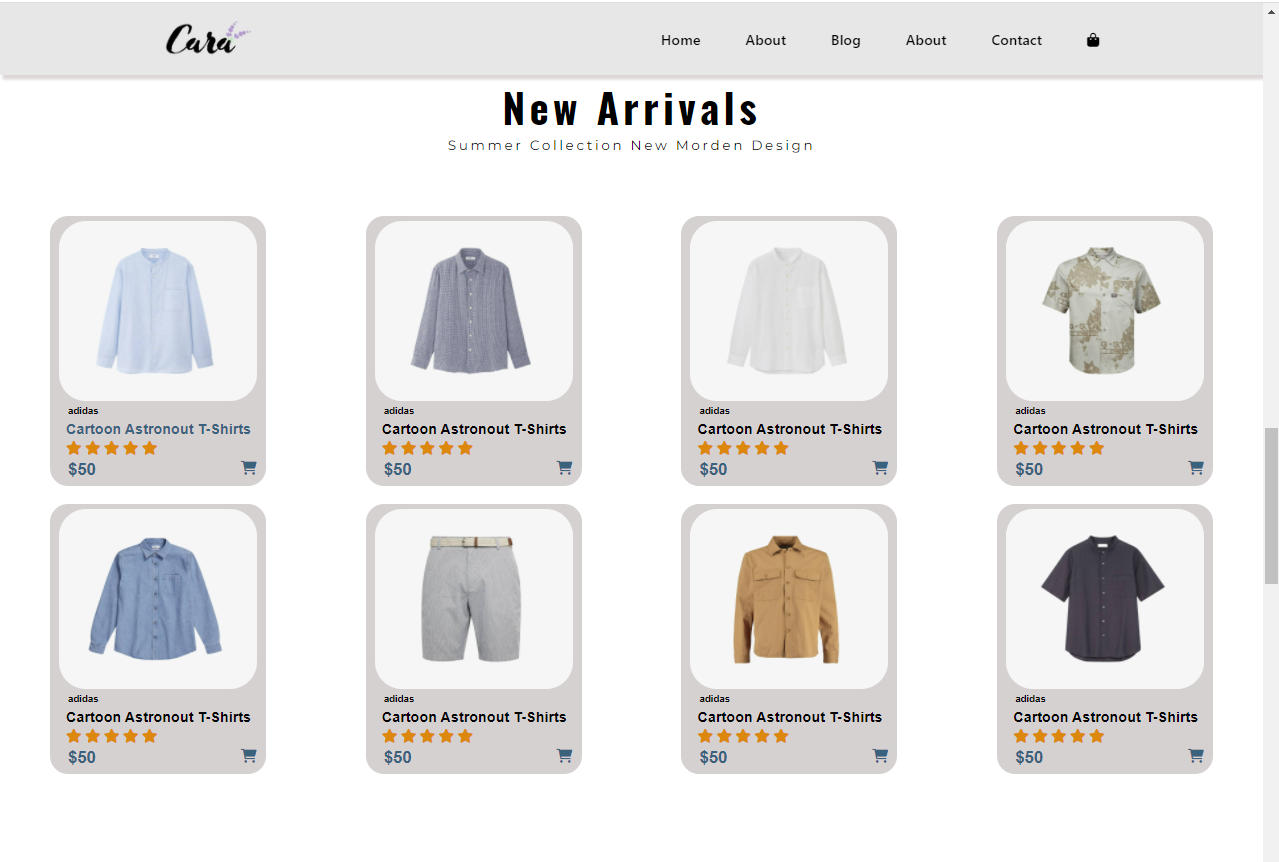 Cara Home About Blog About Contact
New Arrivals
Summer Collection New Morden Design
adidas adidas adidas adidas
Cartoon Astronout T-Shirts Cartoon Astronout T-Shirts Cartoon Astronout T-Shirts Cartoon Astronout T-Shirts
$50 $50 $50 $50
adidas adidas adidas adidas
Cartoon Astronout T-Shirts Cartoon Astronout T-Shirts Cartoon Astronout T-Shirts Cartoon Astronout T-Shirts
$50 $50 $50 $50